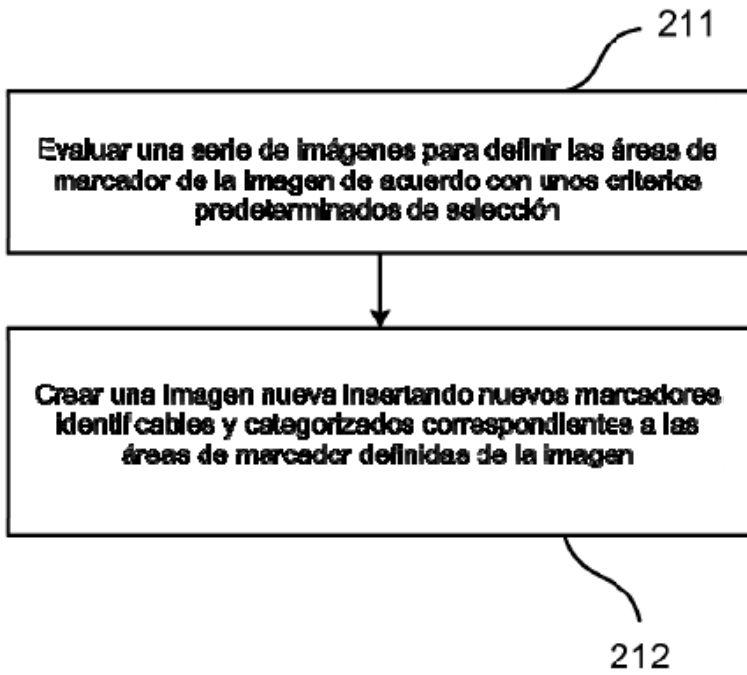 211
Evaluar una serie de imágenes para definir las áreas de
marcador de la imagen de acuerdo con unos criterios
predeterminados de selección
Crear una imagen nueva insertando nuevos marcadores
identificables y categorizados correspondientes a las
áreas de marcador definidas de la imagen
212